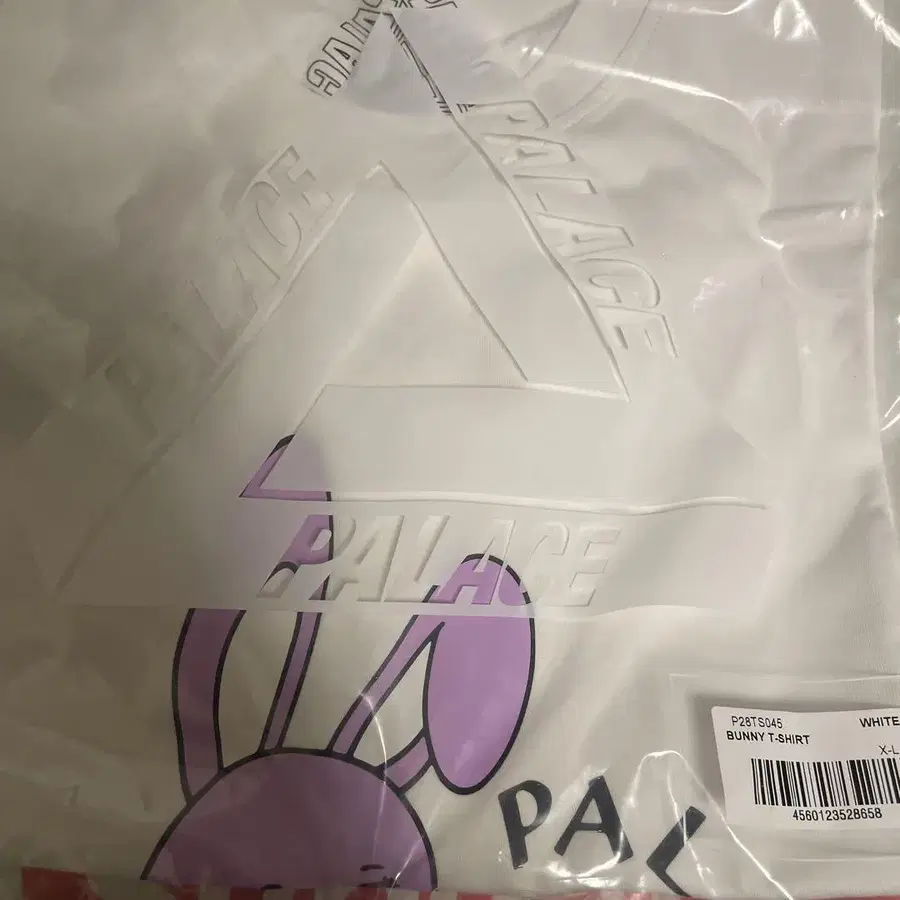 PALACE
PALACE
PALACE
PAL
P28TS045 WHITE
BUNNY T-SHIRT
X-L
4560123528658